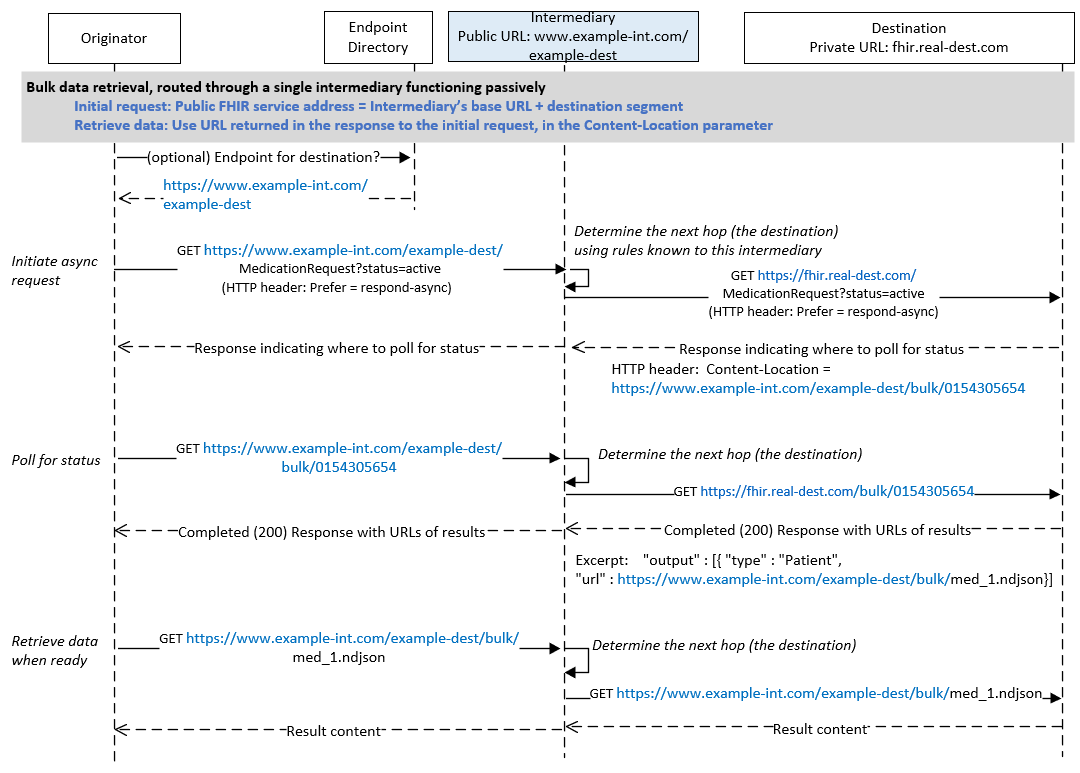 Originator
Endpoint
Directory
Intermediary
Public URL: www.example-int.com/
example-dest
Destination
Private URL: fhir.real-dest.com
Bulk data retrieval, routed through a single intermediary functioning passively
Initial request: Public FHIR service address = Intermediary's base URL + destination segment
Retrieve data: Use URL returned in the response to the initial request, in the Content-Location parameter
(optional) Endpoint for destination?
https://www.example-int.com/
example-dest
Initiate async
request
GET https://www.example-int.com/example-dest/
MedicationRequest?status=active
(HTTP header: Prefer = respond-async)
Determine the next hop (the destination)
using rules known to this intermediary
GET https://fhir.real-dest.com/
MedicationRequest?status=active
(HTTP header: Prefer = respond-async)
Response indicating where to poll for status
Response indicating where to poll for status
HTTP header:  Content-Location =
https://www.example-int.com/example-dest/bulk/0154305654
Poll for status
GET https://www.example-int.com/example-dest/
bulk/0154305654
Determine the next hop (the destination)
GET https://fhir.real-dest.com/bulk/0154305654
Completed (200) Response with URLs of results
Completed (200) Response with URLs of results
Excerpt:    "output" : [{ "type" : "Patient",
"url" : https://www.example-int.com/example-dest/bulk/med_1.ndjson}]
Retrieve data
when ready
GET https://www.example-int.com/example-dest/bulk/
med_1.ndjson
Determine the next hop (the destination)
GET https://www.example-int.com/example-dest/bulk/med_1.ndjson
Result content
Result content